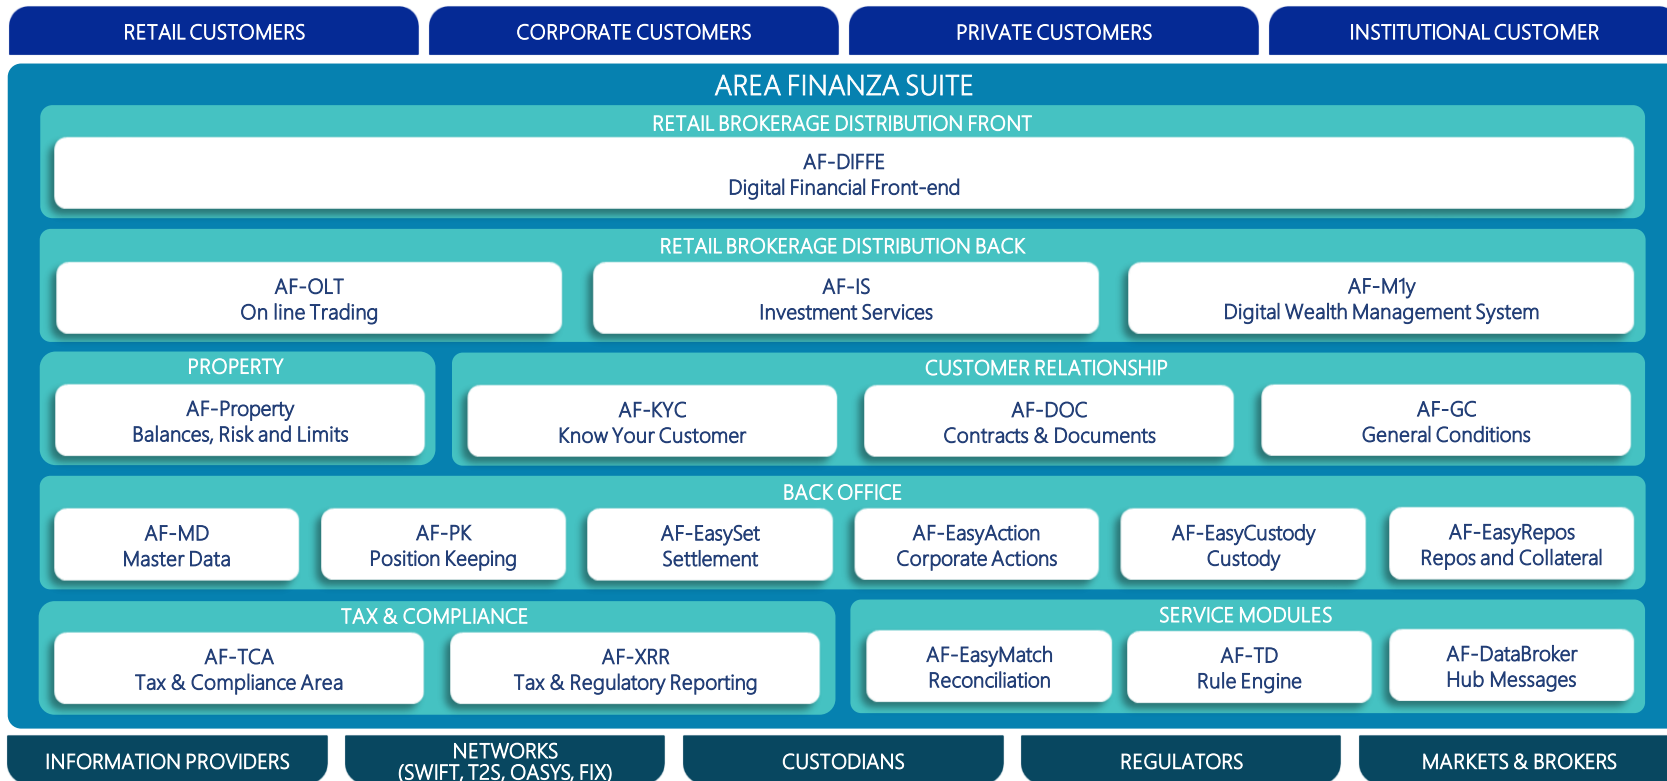 RETAIL CUSTOMERS
CORPORATE CUSTOMERS
PRIVATE CUSTOMERS
INSTITUTIONAL CUSTOMER
AREA FINANZA SUITE
RETAIL BROKERAGE DISTRIBUTION FRONT
AF-DIFFE
Digital Financial Front-end
RETAIL BROKERAGE DISTRIBUTION BACK
AF-OLT
On line Trading
AF-IS
Investment Services
AF-M1y
Digital Wealth Management System
PROPERTY
AF-Property
Balances, Risk and Limits
CUSTOMER RELATIONSHIP
AF-KYC
Know Your Customer
AF-DOC
Contracts & Documents
AF-GC
General Conditions
BACK OFFICE
AF-MD
Master Data
AF-PK
Position Keeping
AF-EasySet
Settlement
AF-EasyAction
Corporate Actions
AF-EasyCustody
Custody
AF-EasyRepos
Repos and Collateral
TAX & COMPLIANCE
AF-TCA
Tax & Compliance Area
AF-XRR
Tax & Regulatory Reporting
SERVICE MODULES
AF-EasyMatch
Reconciliation
AF-TD
Rule Engine
AF-DataBroker
Hub Messages
INFORMATION PROVIDERS
NETWORKS
(SWIFT, T2S, OASYS, FIX)
CUSTODIANS
REGULATORS
MARKETS & BROKERS